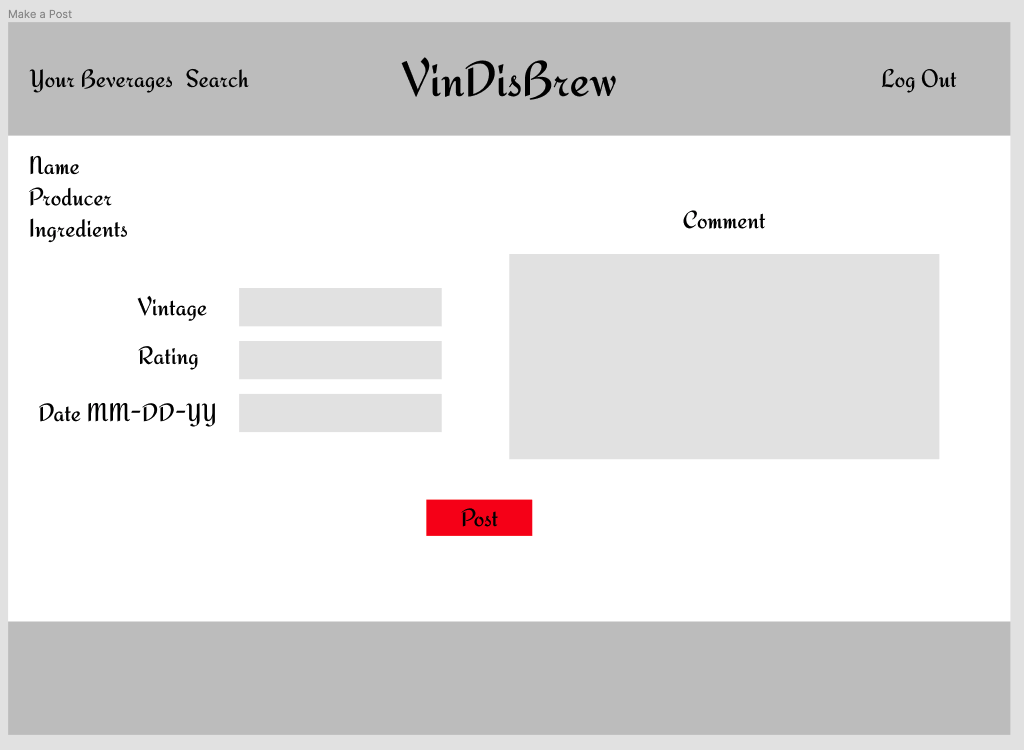 Make a Post
Your Beverages Search
VinDisBrew
Log Out
Name
Producer
Ingredients
Vintage
Rating
Date MM-DD-YY
Comment
Post